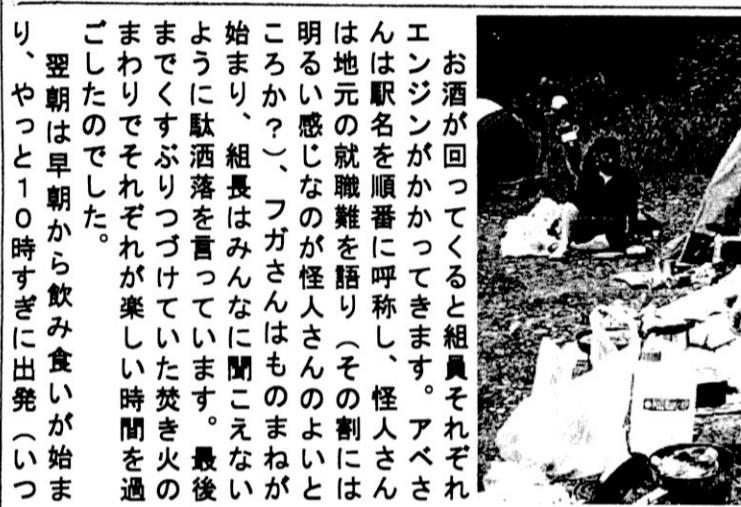 お酒が回ってくると組員それぞれ
エンジンがかかってきます。アベさ
んは駅名を順番に呼称し、怪人さん
は地元の就職難を語り（その割には
明るい感じなのが怪人さんのよいと
ころか？）、フガさんはものまねが
始まり、組長はみんなに聞こえない
ように駄洒落を言っています。最後
までくすぶりつづけていた焚き火の
まわりでそれぞれが楽しい時間を過
ごしたのでした。
翌朝は早朝から飲み食いが始ま
り、やっと１０時すぎに出発（いつ